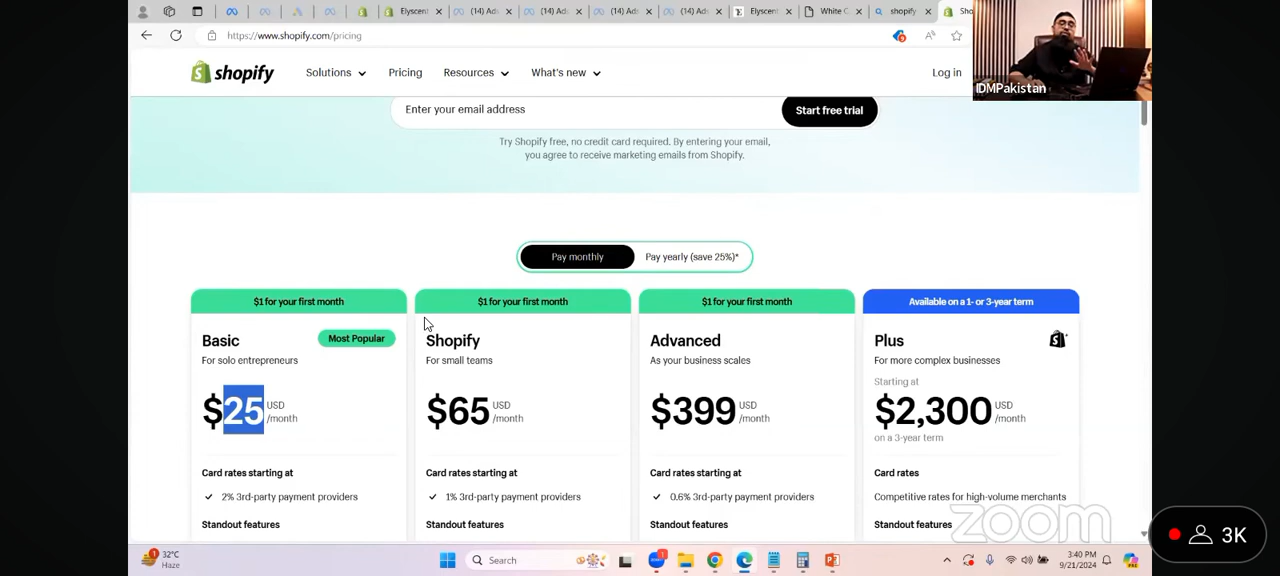 Elyscent
(14) Ads
(14) Ads
(14) Ads
(14) Ads
Elyscent
White C
shopify
Sho
https://www.shopify.com/pricing
shopify
Solutions
Pricing
Resources
What's new
Log in
IDMPakistan
Enter your email address
Start free trial
Try Shopify free, no credit card required. By entering your email,
you agree to receive marketing emails from Shopify.
Pay monthly
Pay yearly (save 25%)*
$1 for your first month
Basic
Most Popular
For solo entrepreneurs
$25 USD
/month
Card rates starting at
2% 3rd-party payment providers
Standout features
$1 for your first month
Shopify
For small teams
$65 USD
/month
Card rates starting at
1% 3rd-party payment providers
Standout features
$1 for your first month
Advanced
As your business scales
$399 USD
/month
Card rates starting at
0.6% 3rd-party payment providers
Standout features
Available on a 1- or 3-year term
Plus
For more complex businesses
Starting at
$2,300 USD
/month
on a 3-year term
Card rates
Competitive rates for high-volume merchants
Standout features
zoom
3K
32°C
Haze
Search
3:40 PM
9/21/2024